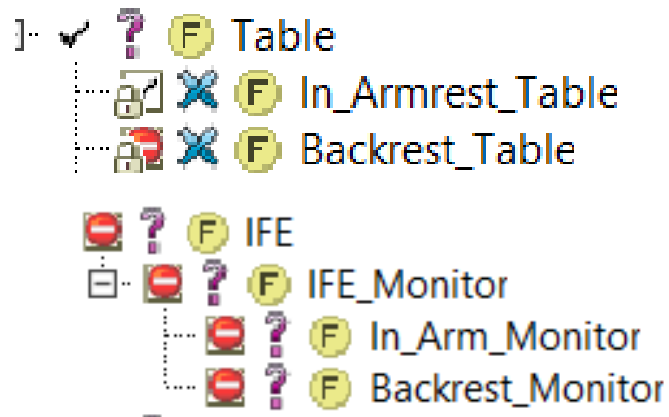 ? F Table
F In_Armrest_Table
F Backrest_Table
? F IFE
? F IFE_Monitor
? F In_Arm_Monitor
? F Backrest_Monitor